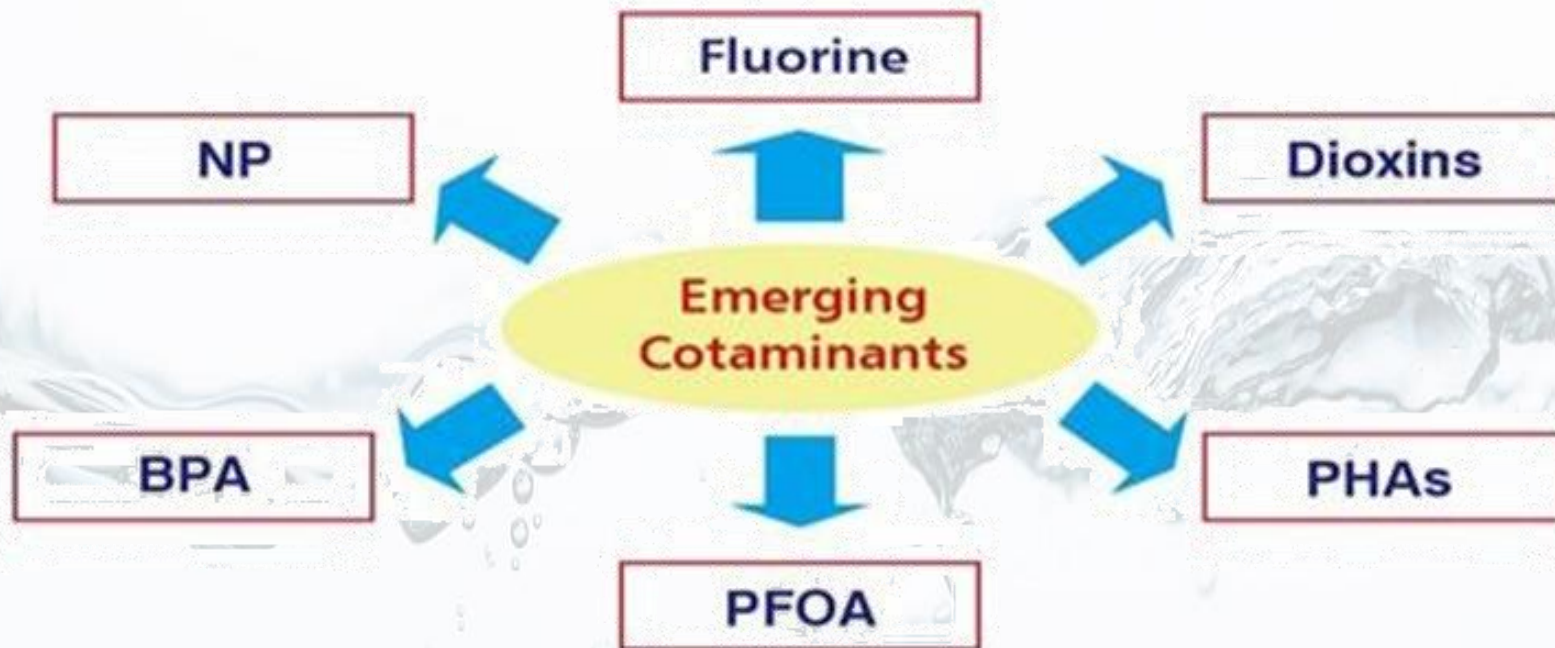 Fluorine
NP
Dioxins
Emerging
Cotaminants
BPA
PHAs
PFOA